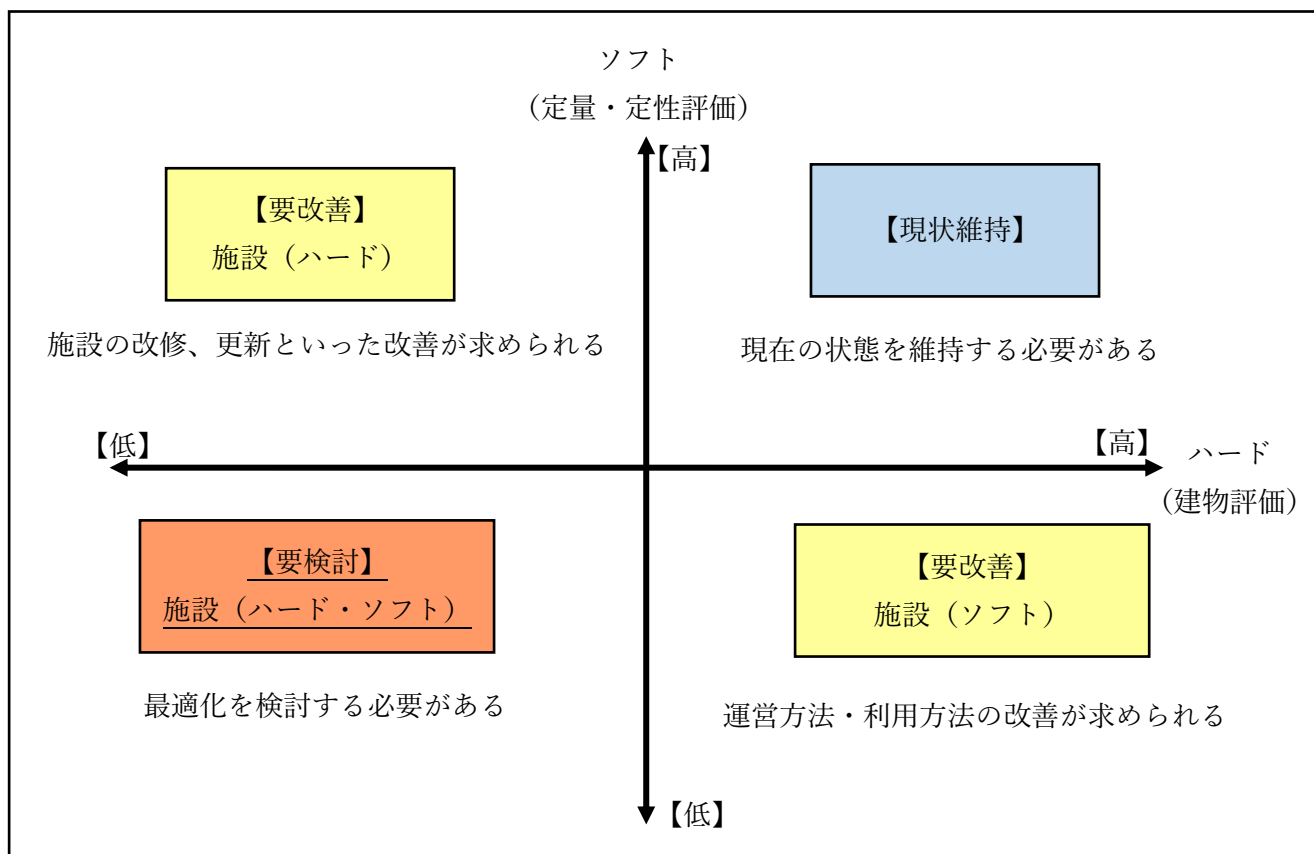 ソフト
（定量・定性評価）
【高】
【要改善】
施設（ハード）
【現状維持】
施設の改修、更新といった改善が求められる
現在の状態を維持する必要がある
【低】
【高】
ハード
（建物評価）
【要検討】
施設（ハード・ソフト）
【要改善】
施設（ソフト）
最適化を検討する必要がある
運営方法・利用方法の改善が求められる
【低】